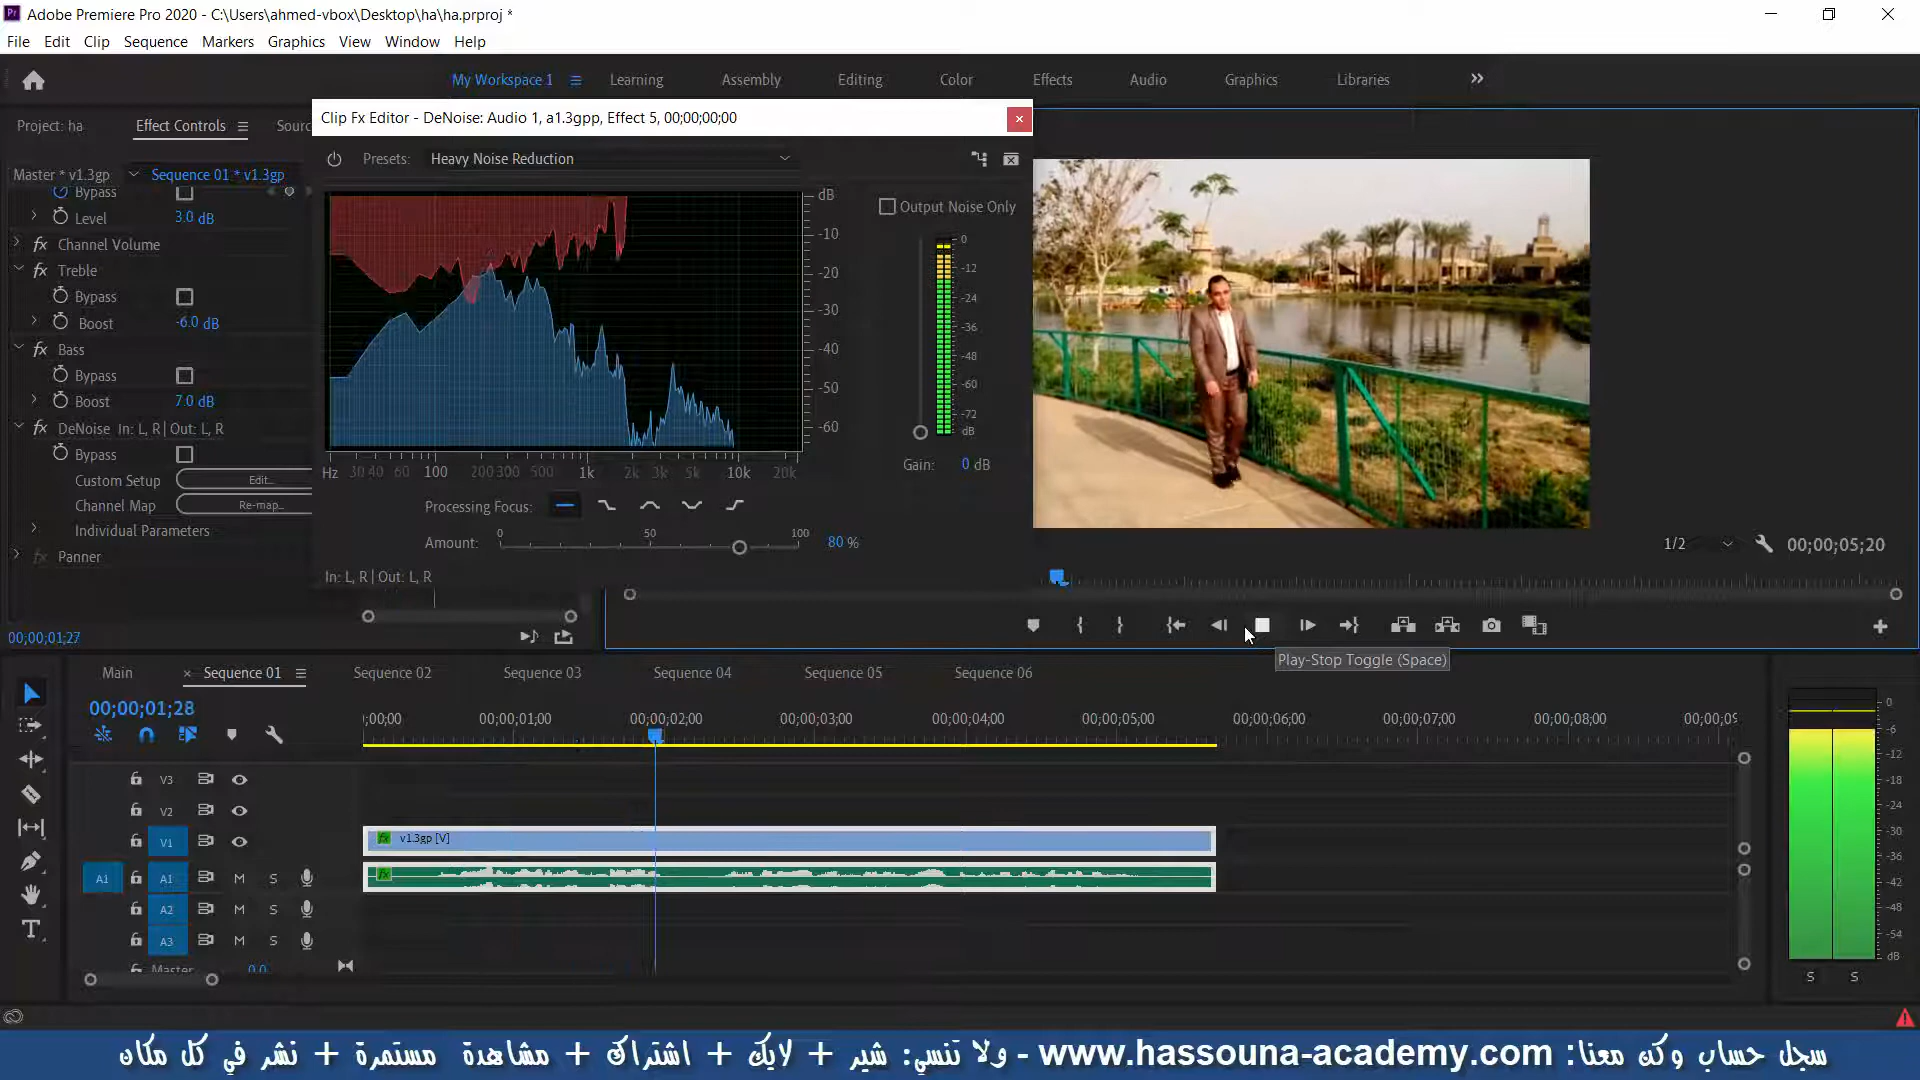 Adobe Premiere Pro 2020 - C:\Users\ahmed-vbox\Desktop\ha\ha.prproj *
File Edit Clip Sequence Markers Graphics View Window Help
My Workspace 1 Learning Assembly Editing Color Effects Audio Graphics Libraries
Project: ha Effect Controls Sourc
Master * v1.3gp Sequence 01 * v1.3gp
Bypass
Level 3.0 dB
Channel Volume
Treble
Bypass
Boost -6.0 dB
Bass
Bypass
Boost 7.0 dB
DeNoise In: L, R | Out: L, R
Bypass
Custom Setup Edit...
Channel Map Re-map...
Individual Parameters
Panner
00;00;01;27
Clip Fx Editor - DeNoise: Audio 1, a1.3gpp, Effect 5, 00;00;00;00
Presets: Heavy Noise Reduction
Output Noise Only
dB
-10
-20
-30
-40
-50
-60
Hz 30 40 60 100 200 300 500 1k 2k 3k 5k 10k 20k
0
-12
-24
-36
-48
-60
-72
dB
Gain: 0 dB
Processing Focus:
0 50 100
Amount: 80 %
In: L, R | Out: L, R
1/2 00;00;05;20
Play-Stop Toggle (Space)
Main × Sequence 01 Sequence 02 Sequence 03 Sequence 04 Sequence 05 Sequence 06
00;00;01;28
;00;00 00;00;01;00 00;00;02;00 00;00;03;00 00;00;04;00 00;00;05;00 00;00;06;00 00;00;07;00 00;00;08;00 00;00;09
V3
V2
V1 v1.3gp [V]
A1 A1 M S
A2 M S
A3 M S
Master 0.0
0
-6
-12
-18
-24
-30
-36
-42
-48
-54
dB
S S
سجل حساب وكن معنا: www.hassouna-academy.com - ولا تنسي: شير + لايك + اشتراك + مشاهدة مستمرة + نشر في كل مكان